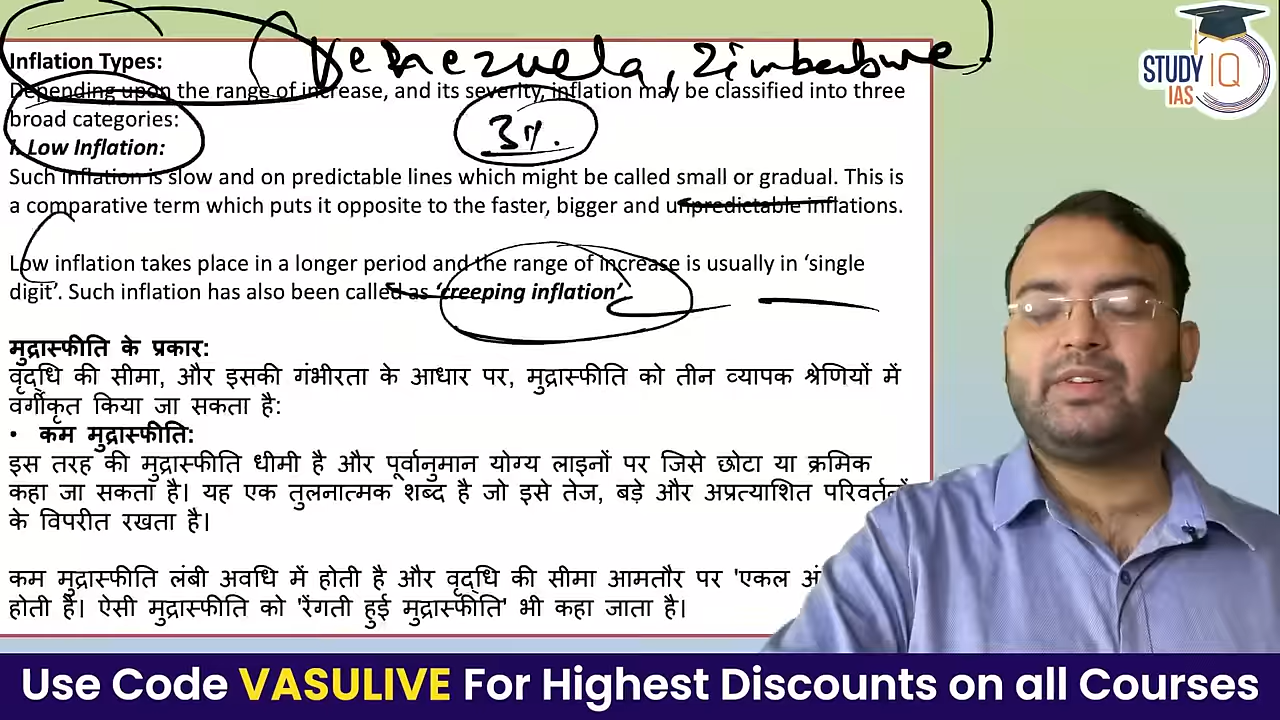 Venezuela, Zimbabwe
Inflation Types:
Depending upon the range of increase, and its severity, inflation may be classified into three
broad categories:
3%.
i. Low Inflation:
Such inflation is slow and on predictable lines which might be called small or gradual. This is
a comparative term which puts it opposite to the faster, bigger and unpredictable inflations.
Low inflation takes place in a longer period and the range of increase is usually in ‘single
digit’. Such inflation has also been called as ‘creeping inflation’.
मुद्रास्फीति के प्रकार:
वृद्धि की सीमा, और इसकी गंभीरता के आधार पर, मुद्रास्फीति को तीन व्यापक श्रेणियों में
वर्गीकृत किया जा सकता है:
• कम मुद्रास्फीति:
इस तरह की मुद्रास्फीति धीमी है और पूर्वानुमान योग्य लाइनों पर जिसे छोटा या क्रमिक
कहा जा सकता है। यह एक तुलनात्मक शब्द है जो इसे तेज, बड़े और अप्रत्याशित परिवर्तनों
के विपरीत रखता है।
कम मुद्रास्फीति लंबी अवधि में होती है और वृद्धि की सीमा आमतौर पर 'एकल
होती है। ऐसी मुद्रास्फीति को 'रेंगती हुई मुद्रास्फीति' भी कहा जाता है।
STUDY IQ
IAS
Use Code VASULIVE For Highest Discounts on all Courses